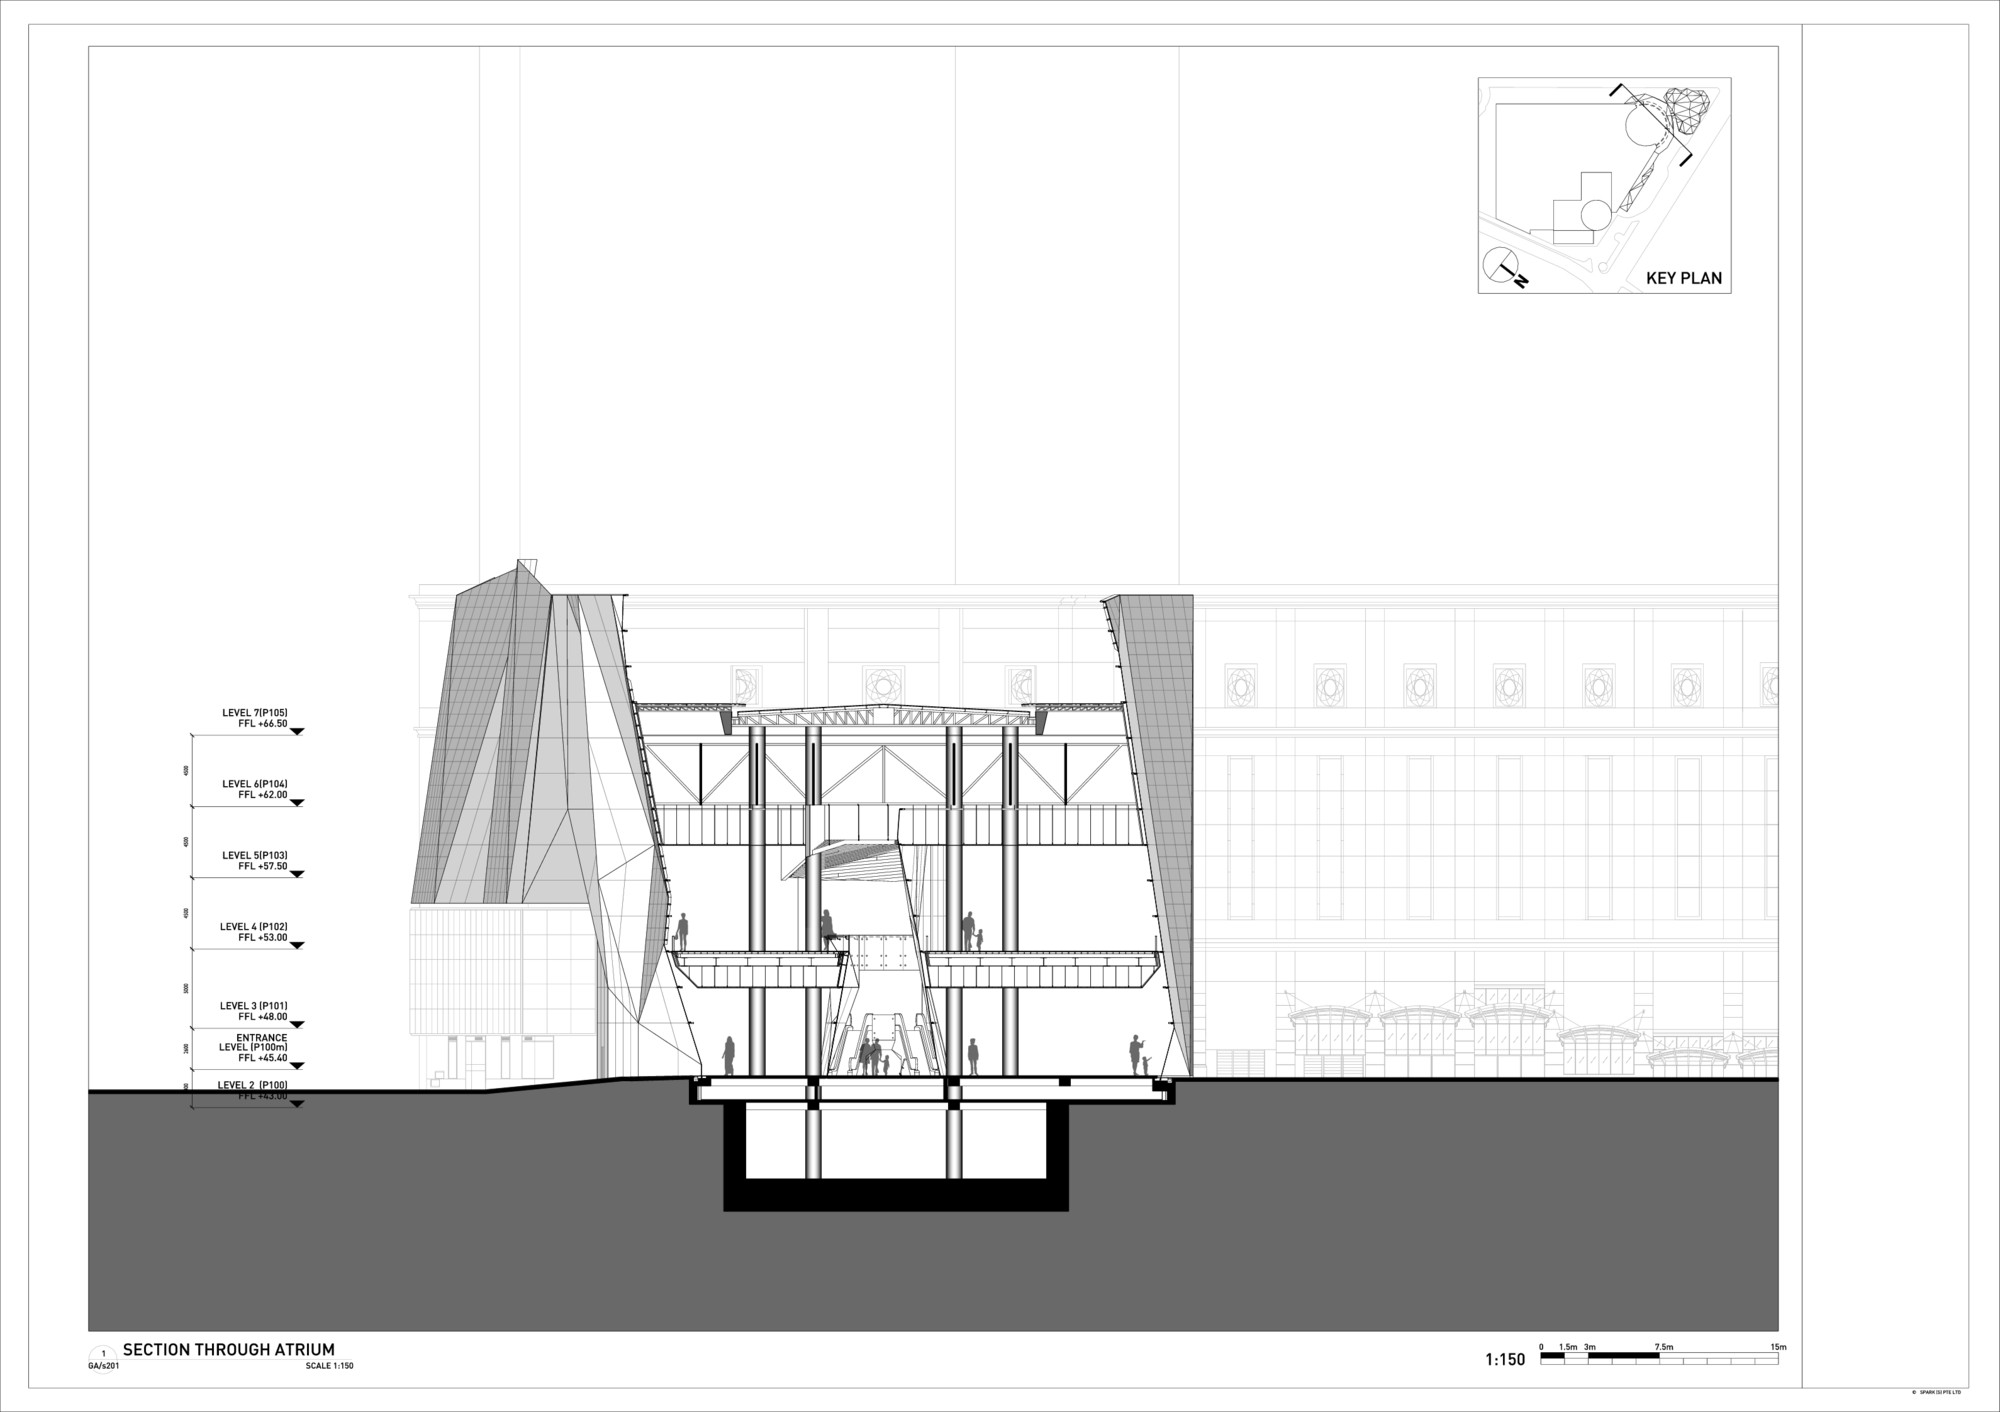 N
KEY PLAN
LEVEL 7(P105)
FFL +66.50
4500
LEVEL 6(P104)
FFL +62.00
4500
LEVEL 5(P103)
FFL +57.50
4500
LEVEL 4 (P102)
FFL +53.00
5000
LEVEL 3 (P101)
FFL +48.00
ENTRANCE
LEVEL (P100m)
FFL +45.40
2600
LEVEL 2 (P100)
FFL +43.00
1
GA/s201
SECTION THROUGH ATRIUM
SCALE 1:150
1:150
0 1.5m 3m 7.5m 15m
© SPARK (S) PTE LTD